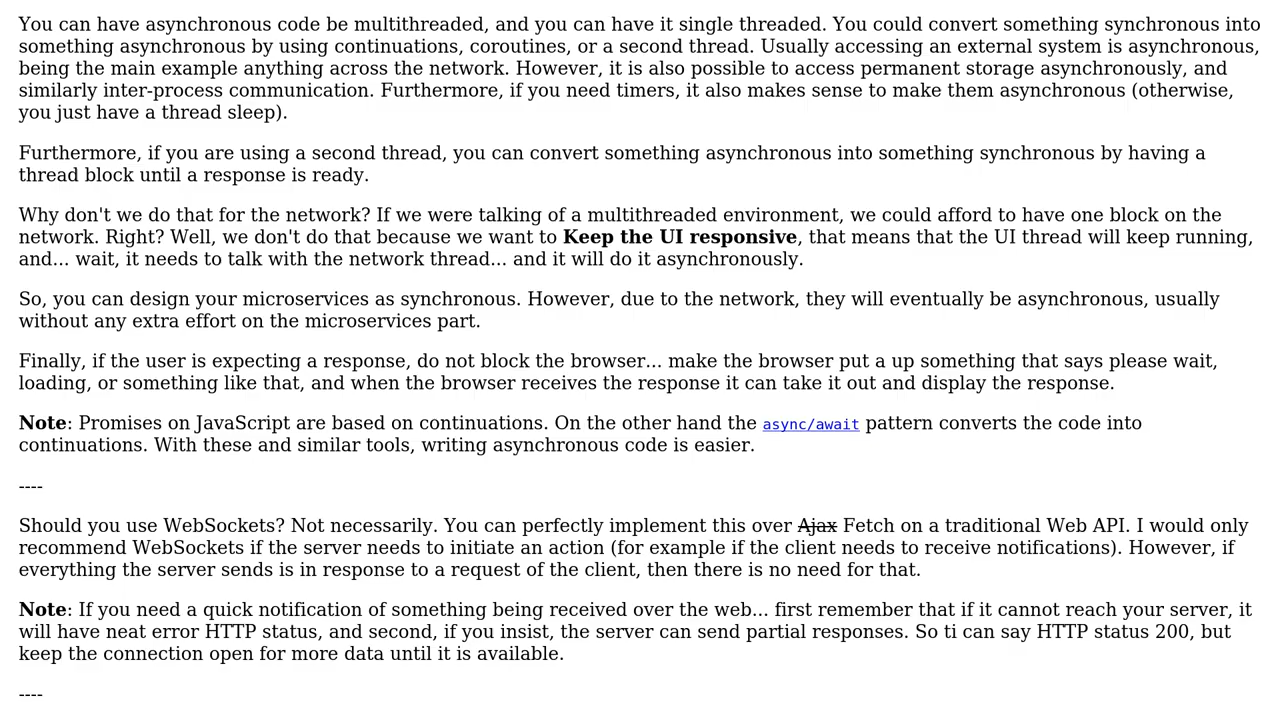 You can have asynchronous code be multithreaded, and you can have it single threaded. You could convert something synchronous into
something asynchronous by using continuations, coroutines, or a second thread. Usually accessing an external system is asynchronous,
being the main example anything across the network. However, it is also possible to access permanent storage asynchronously, and
similarly inter-process communication. Furthermore, if you need timers, it also makes sense to make them asynchronous (otherwise,
you just have a thread sleep).
Furthermore, if you are using a second thread, you can convert something asynchronous into something synchronous by having a
thread block until a response is ready.
Why don't we do that for the network? If we were talking of a multithreaded environment, we could afford to have one block on the
network. Right? Well, we don't do that because we want to Keep the UI responsive, that means that the UI thread will keep running,
and... wait, it needs to talk with the network thread... and it will do it asynchronously.
So, you can design your microservices as synchronous. However, due to the network, they will eventually be asynchronous, usually
without any extra effort on the microservices part.
Finally, if the user is expecting a response, do not block the browser... make the browser put a up something that says please wait,
loading, or something like that, and when the browser receives the response it can take it out and display the response.
Note: Promises on JavaScript are based on continuations. On the other hand the async/await pattern converts the code into
continuations. With these and similar tools, writing asynchronous code is easier.
----
Should you use WebSockets? Not necessarily. You can perfectly implement this over Ajax Fetch on a traditional Web API. I would only
recommend WebSockets if the server needs to initiate an action (for example if the client needs to receive notifications). However, if
everything the server sends is in response to a request of the client, then there is no need for that.
Note: If you need a quick notification of something being received over the web... first remember that if it cannot reach your server, it
will have neat error HTTP status, and second, if you insist, the server can send partial responses. So ti can say HTTP status 200, but
keep the connection open for more data until it is available.
----